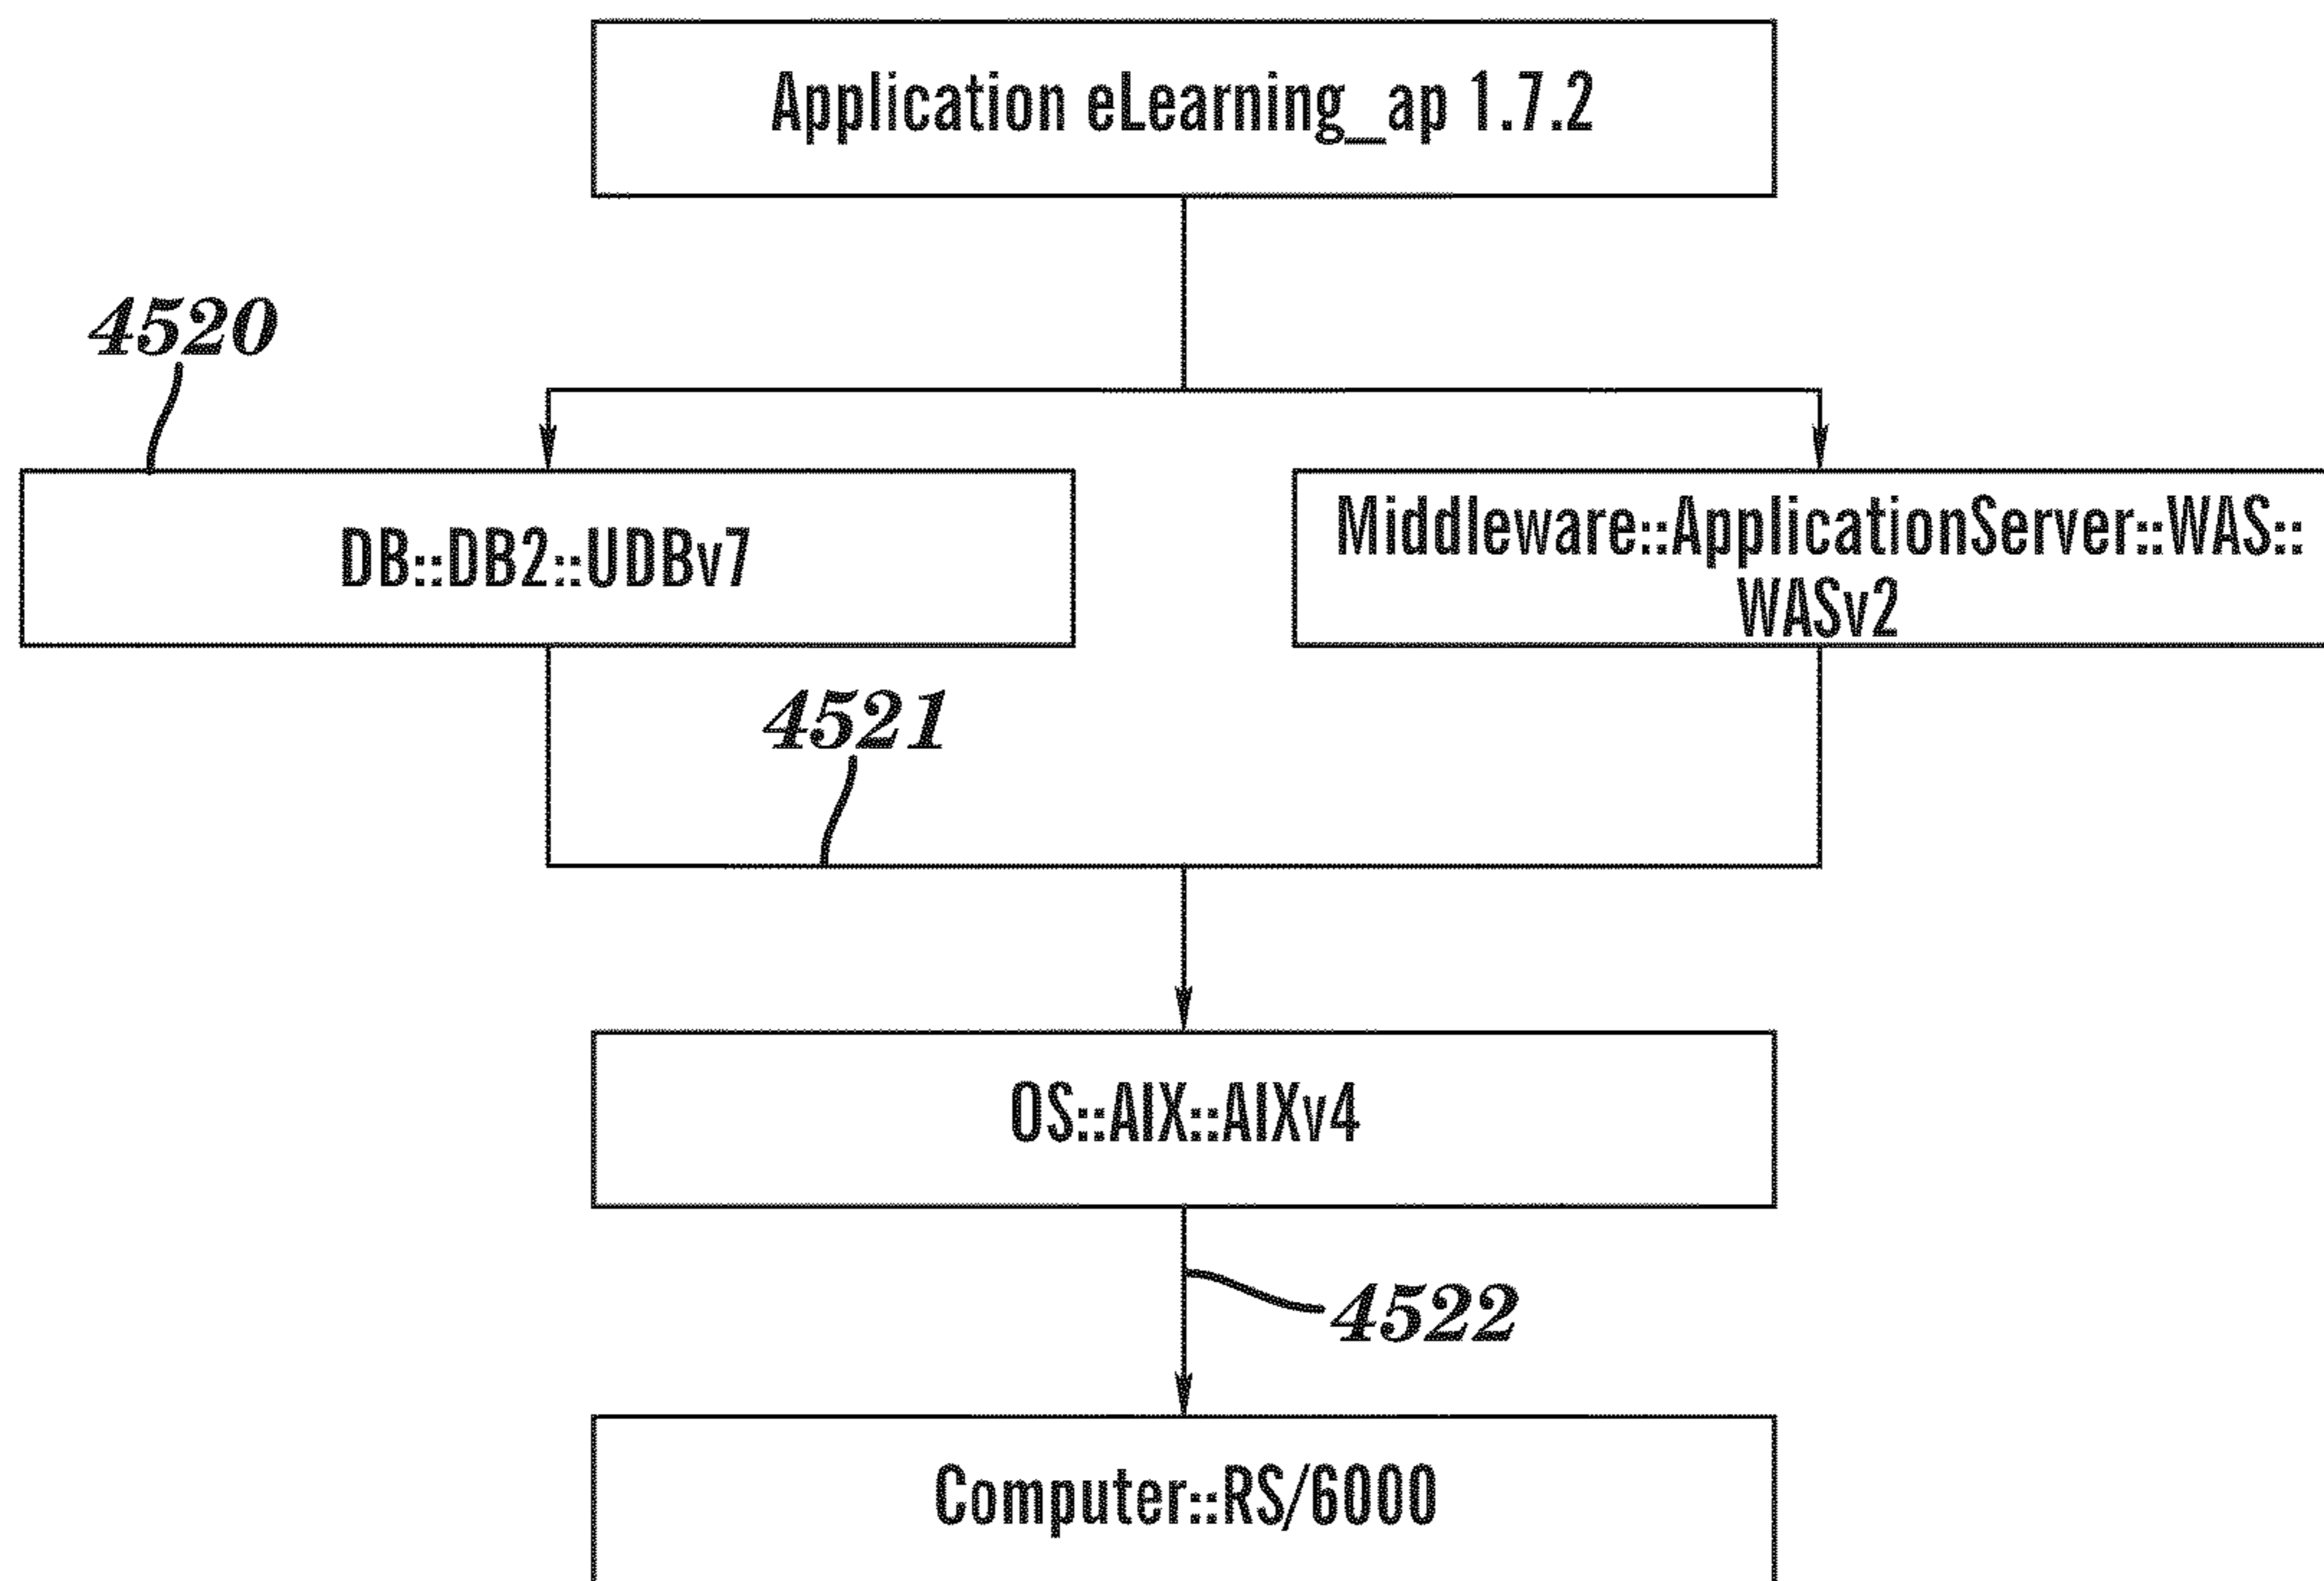 Application eLearning_ap 1.7.2
4520
DB::DB2::UDBv7
Middleware::ApplicationServer::WAS::
WASv2
4521
OS::AIX::AIXv4
4522
Computer::RS/6000